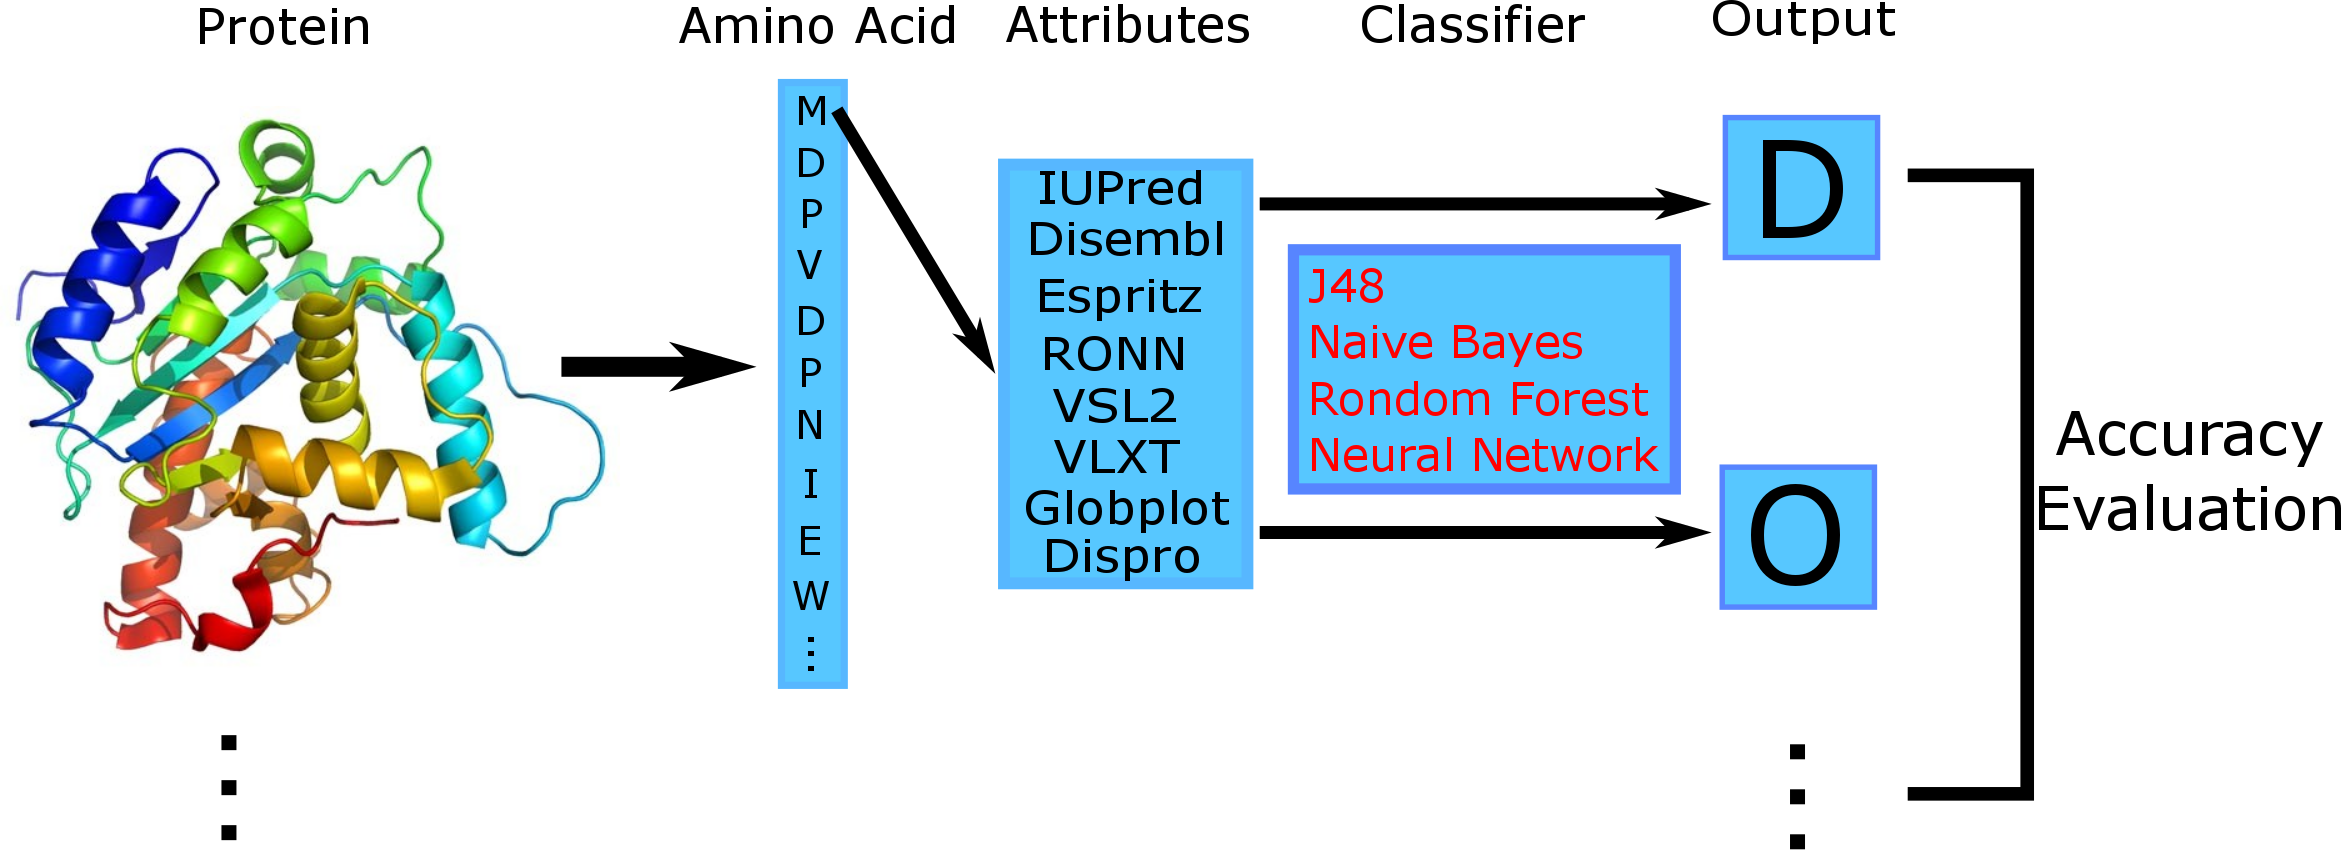 Protein
Amino Acid
Attributes
Classifier
Output
M
D
P
V
D
P
N
I
E
W
...
IUPred
Disembl
Espritz
RONN
VSL2
VLXT
Globplot
Dispro
J48
Naive Bayes
Rondom Forest
Neural Network
D
O
Accuracy
Evaluation